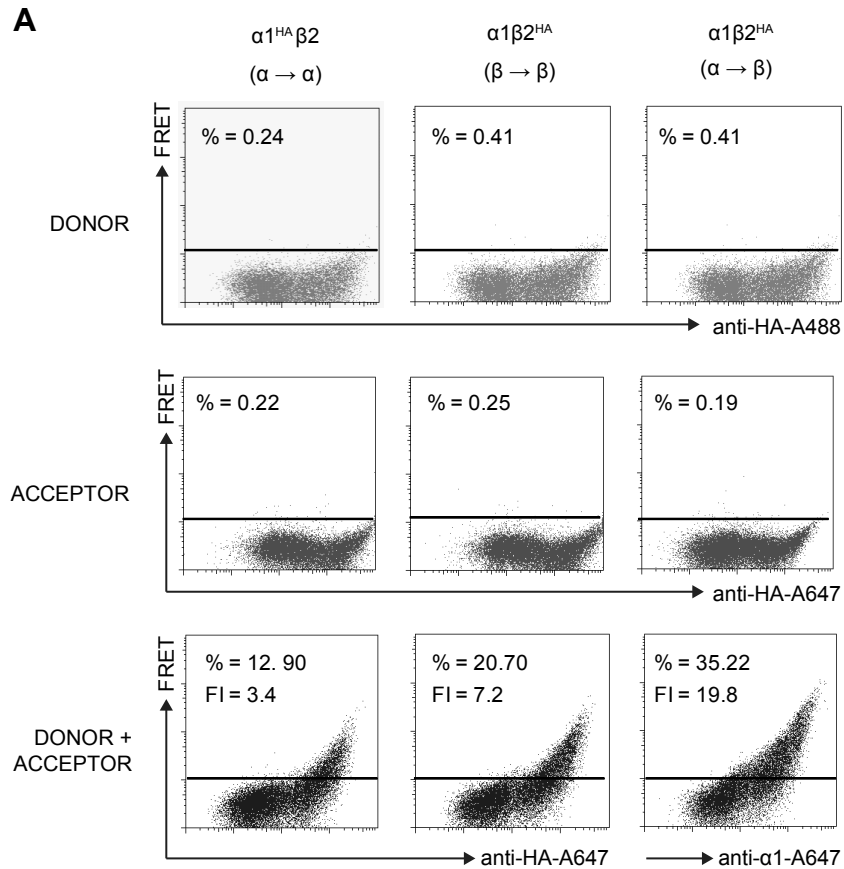 A
α1ᴴᴬβ2 α1β2ᴴᴬ α1β2ᴴᴬ
(α → α) (β → β) (α → β)
DONOR
FRET
% = 0.24 % = 0.41 % = 0.41
anti-HA-A488
ACCEPTOR
FRET
% = 0.22 % = 0.25 % = 0.19
anti-HA-A647
DONOR +
ACCEPTOR
FRET
% = 12. 90 % = 20.70 % = 35.22
FI = 3.4 FI = 7.2 FI = 19.8
anti-HA-A647 anti-α1-A647